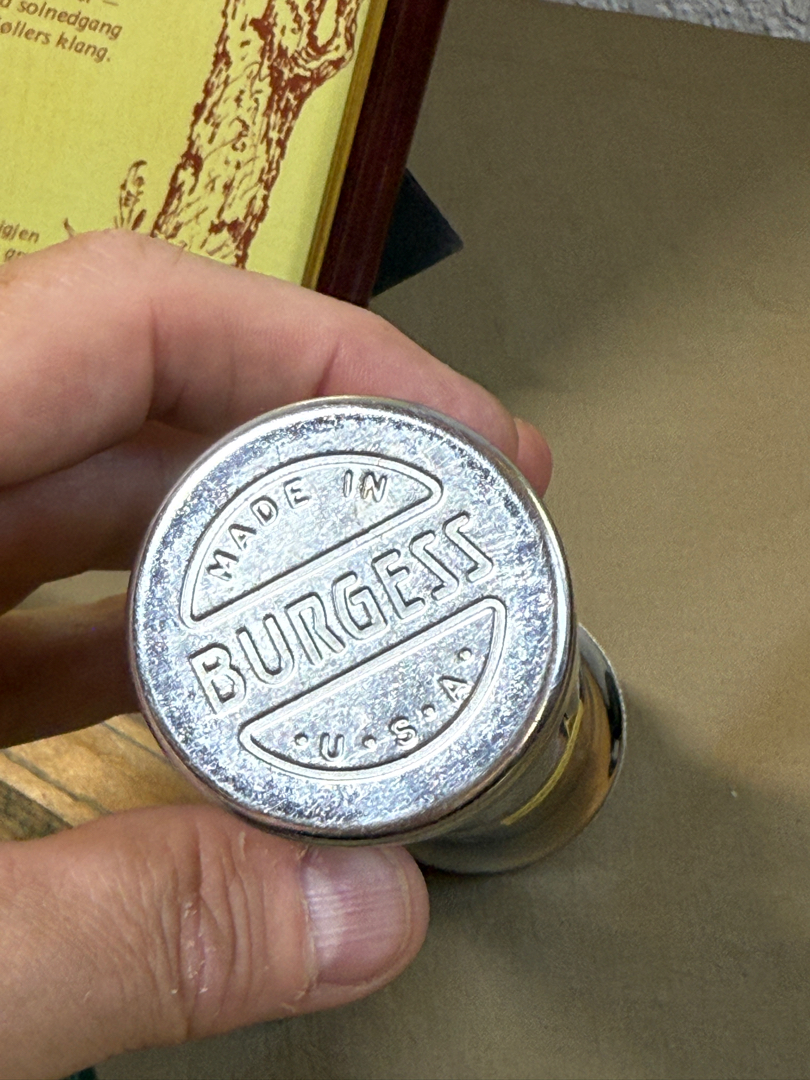 solnedgang
øllers klang.
MADE IN
BURGESS
·U·S·A·